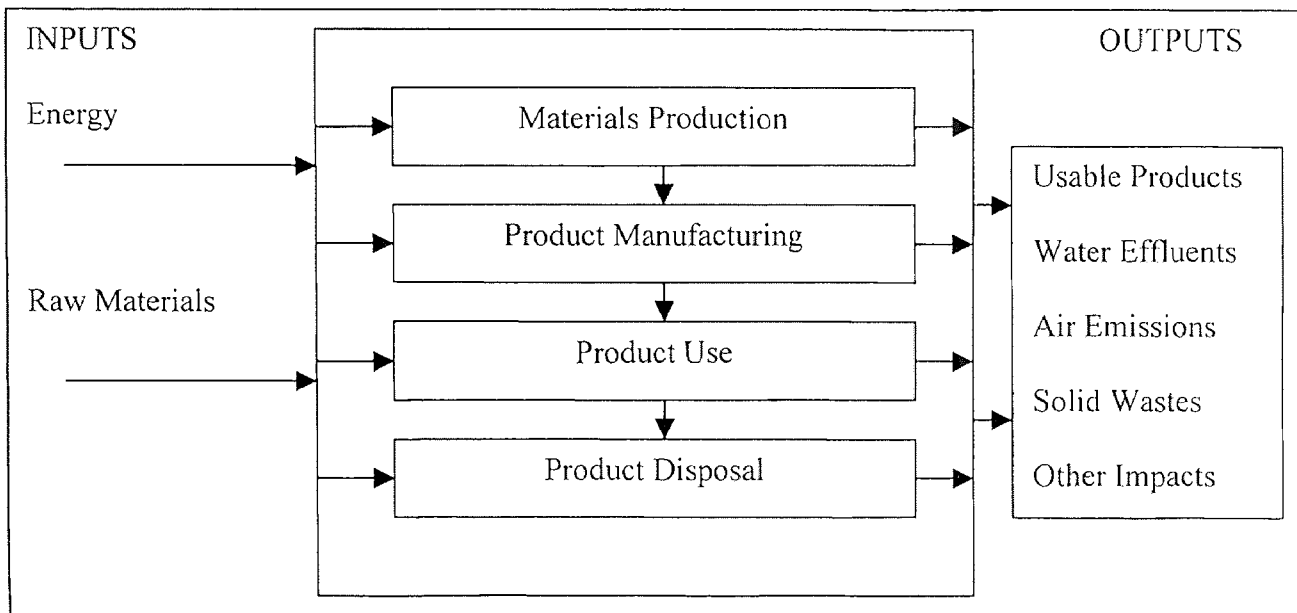 INPUTS
OUTPUTS
Energy
Materials Production
Usable Products
Product Manufacturing
Water Effluents
Raw Materials
Air Emissions
Product Use
Solid Wastes
Product Disposal
Other Impacts